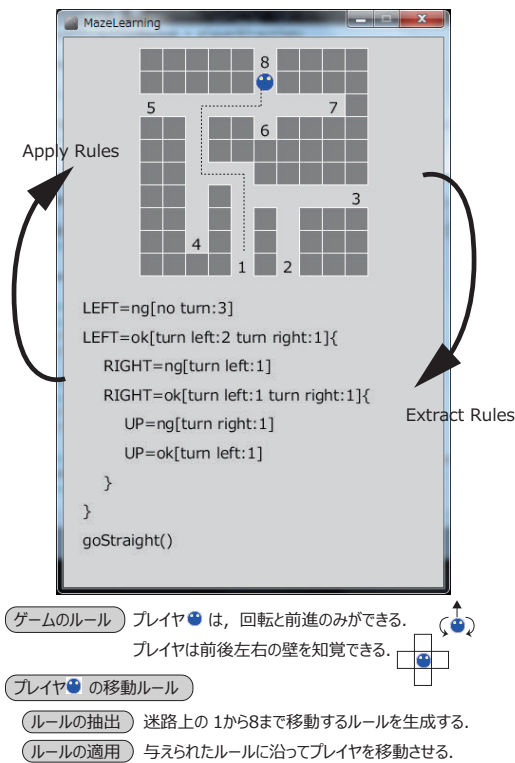 MazeLearning
8
5
7
6
3
4
1
2
Apply Rules
Extract Rules
LEFT=ng[no turn:3]
LEFT=ok[turn left:2 turn right:1]{
RIGHT=ng[turn left:1]
RIGHT=ok[turn left:1 turn right:1]{
UP=ng[turn right:1]
UP=ok[turn left:1]
}
}
goStraight()
ゲームのルール プレイヤ は，回転と前進のみができる．
プレイヤは前後左右の壁を知覚できる．
プレイヤ の移動ルール
ルールの抽出 迷路上の 1から8まで移動するルールを生成する．
ルールの適用 与えられたルールに沿ってプレイヤを移動させる．